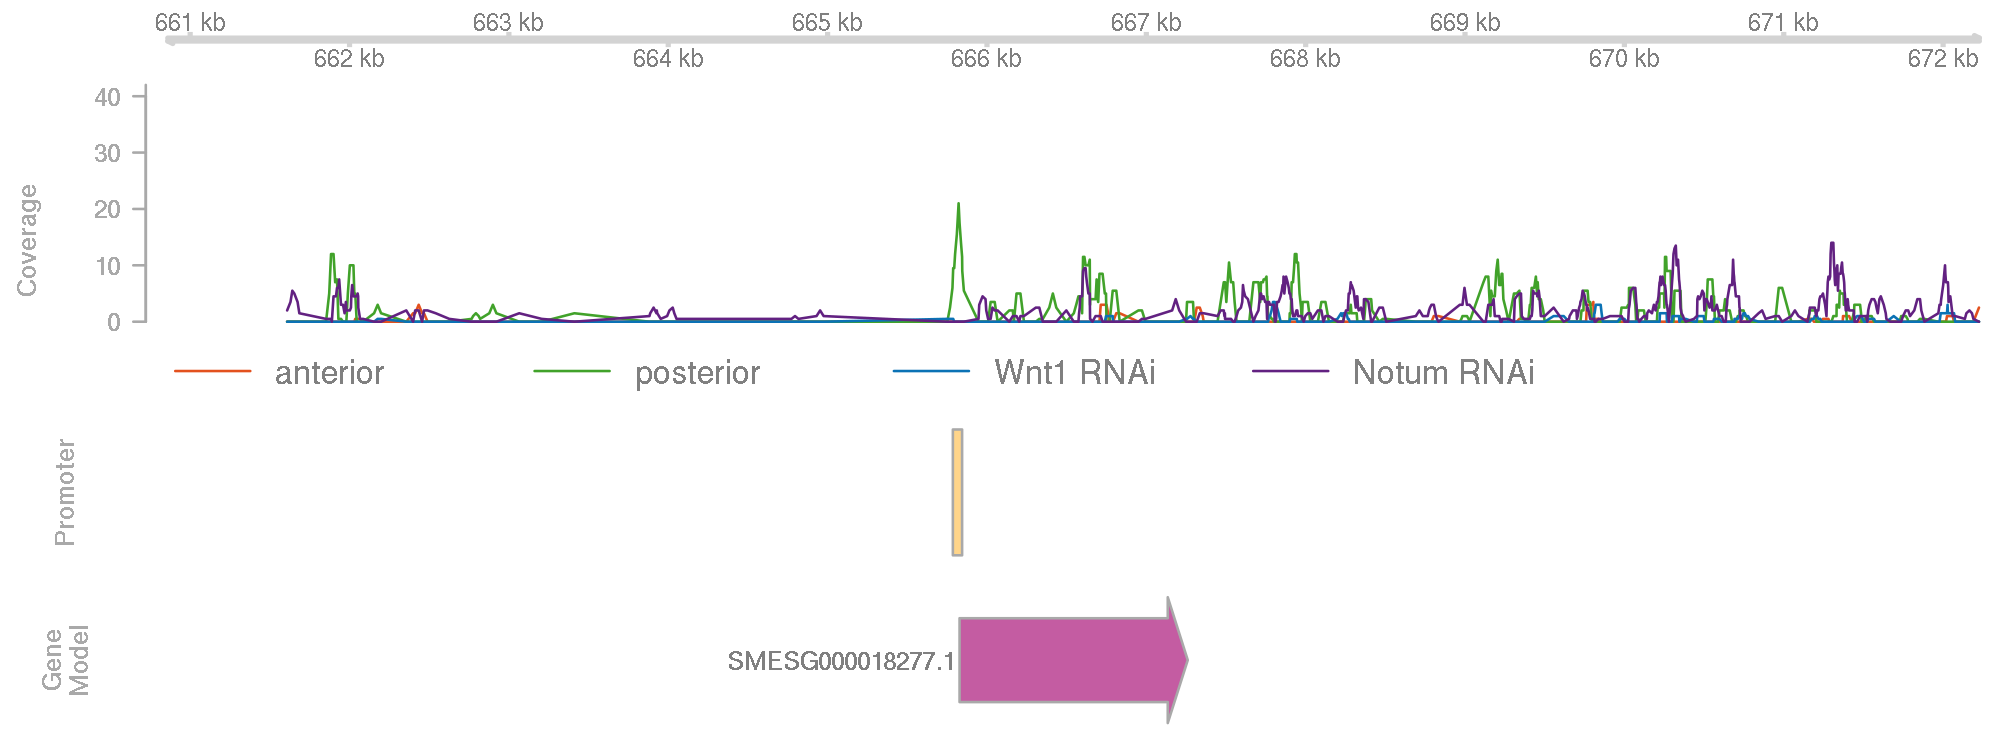 661 kb 663 kb 665 kb 667 kb 669 kb 671 kb
662 kb 664 kb 666 kb 668 kb 670 kb 672 kb
40
30
20
10
0
Coverage
anterior posterior Wnt1 RNAi Notum RNAi
Promoter
Gene
Model
SMESG000018277.1